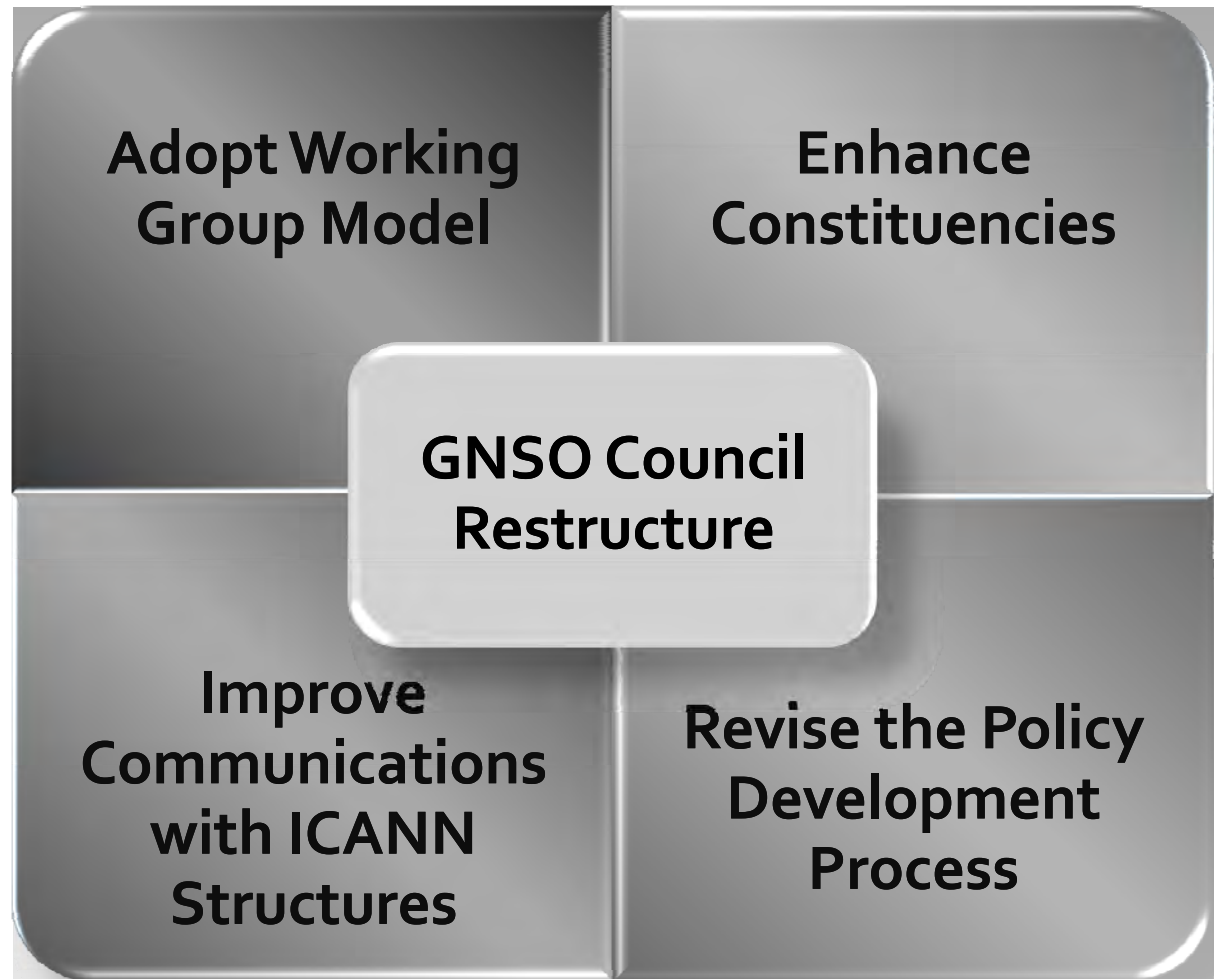 Adopt Working
Group Model
Enhance
Constituencies
GNSO Council
Restructure
Improve
Communications
with ICANN
Structures
Revise the Policy
Development
Process